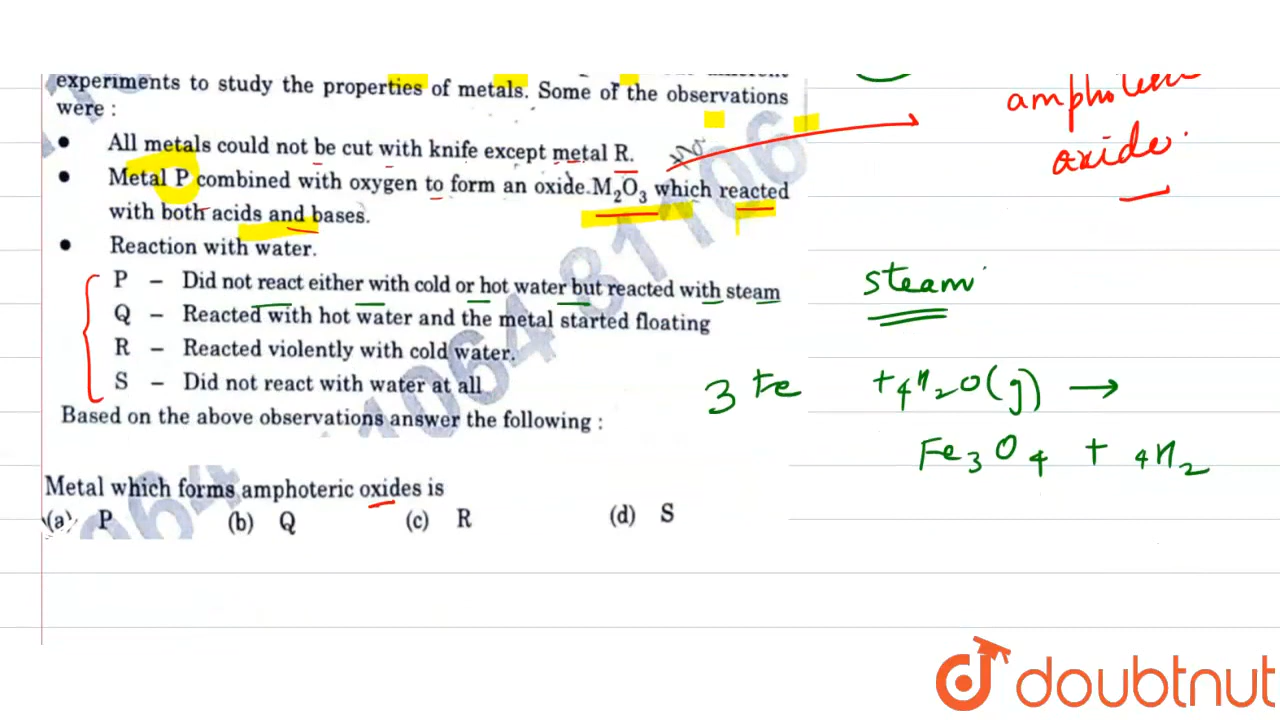 experiments to study the properties of metals. Some of the observations
were :
• All metals could not be cut with knife except metal R.
• Metal P combined with oxygen to form an oxide M₂O₃ which reacted
with both acids and bases.
• Reaction with water.
P – Did not react either with cold or hot water but reacted with steam
Q – Reacted with hot water and the metal started floating
R – Reacted violently with cold water.
S – Did not react with water at all
Based on the above observations answer the following :
Metal which forms amphoteric oxides is
(a) P (b) Q (c) R (d) S
oxide
steam
3 Fe + 4H₂O(g) →
Fe₃O₄ + 4H₂
81106
1064
doubtnut